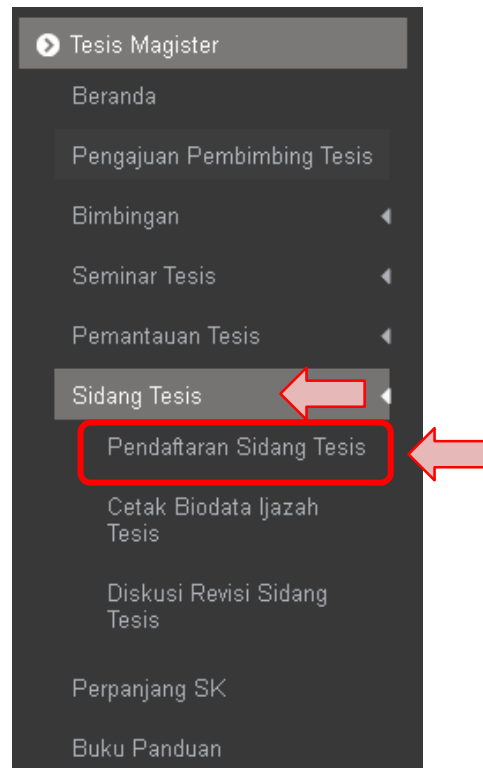 Tesis Magister
Beranda
Pengajuan Pembimbing Tesis
Bimbingan
Seminar Tesis
Pemantauan Tesis
Sidang Tesis
Pendaftaran Sidang Tesis
Cetak Biodata Ijazah
Tesis
Diskusi Revisi Sidang
Tesis
Perpanjang SK
Buku Panduan